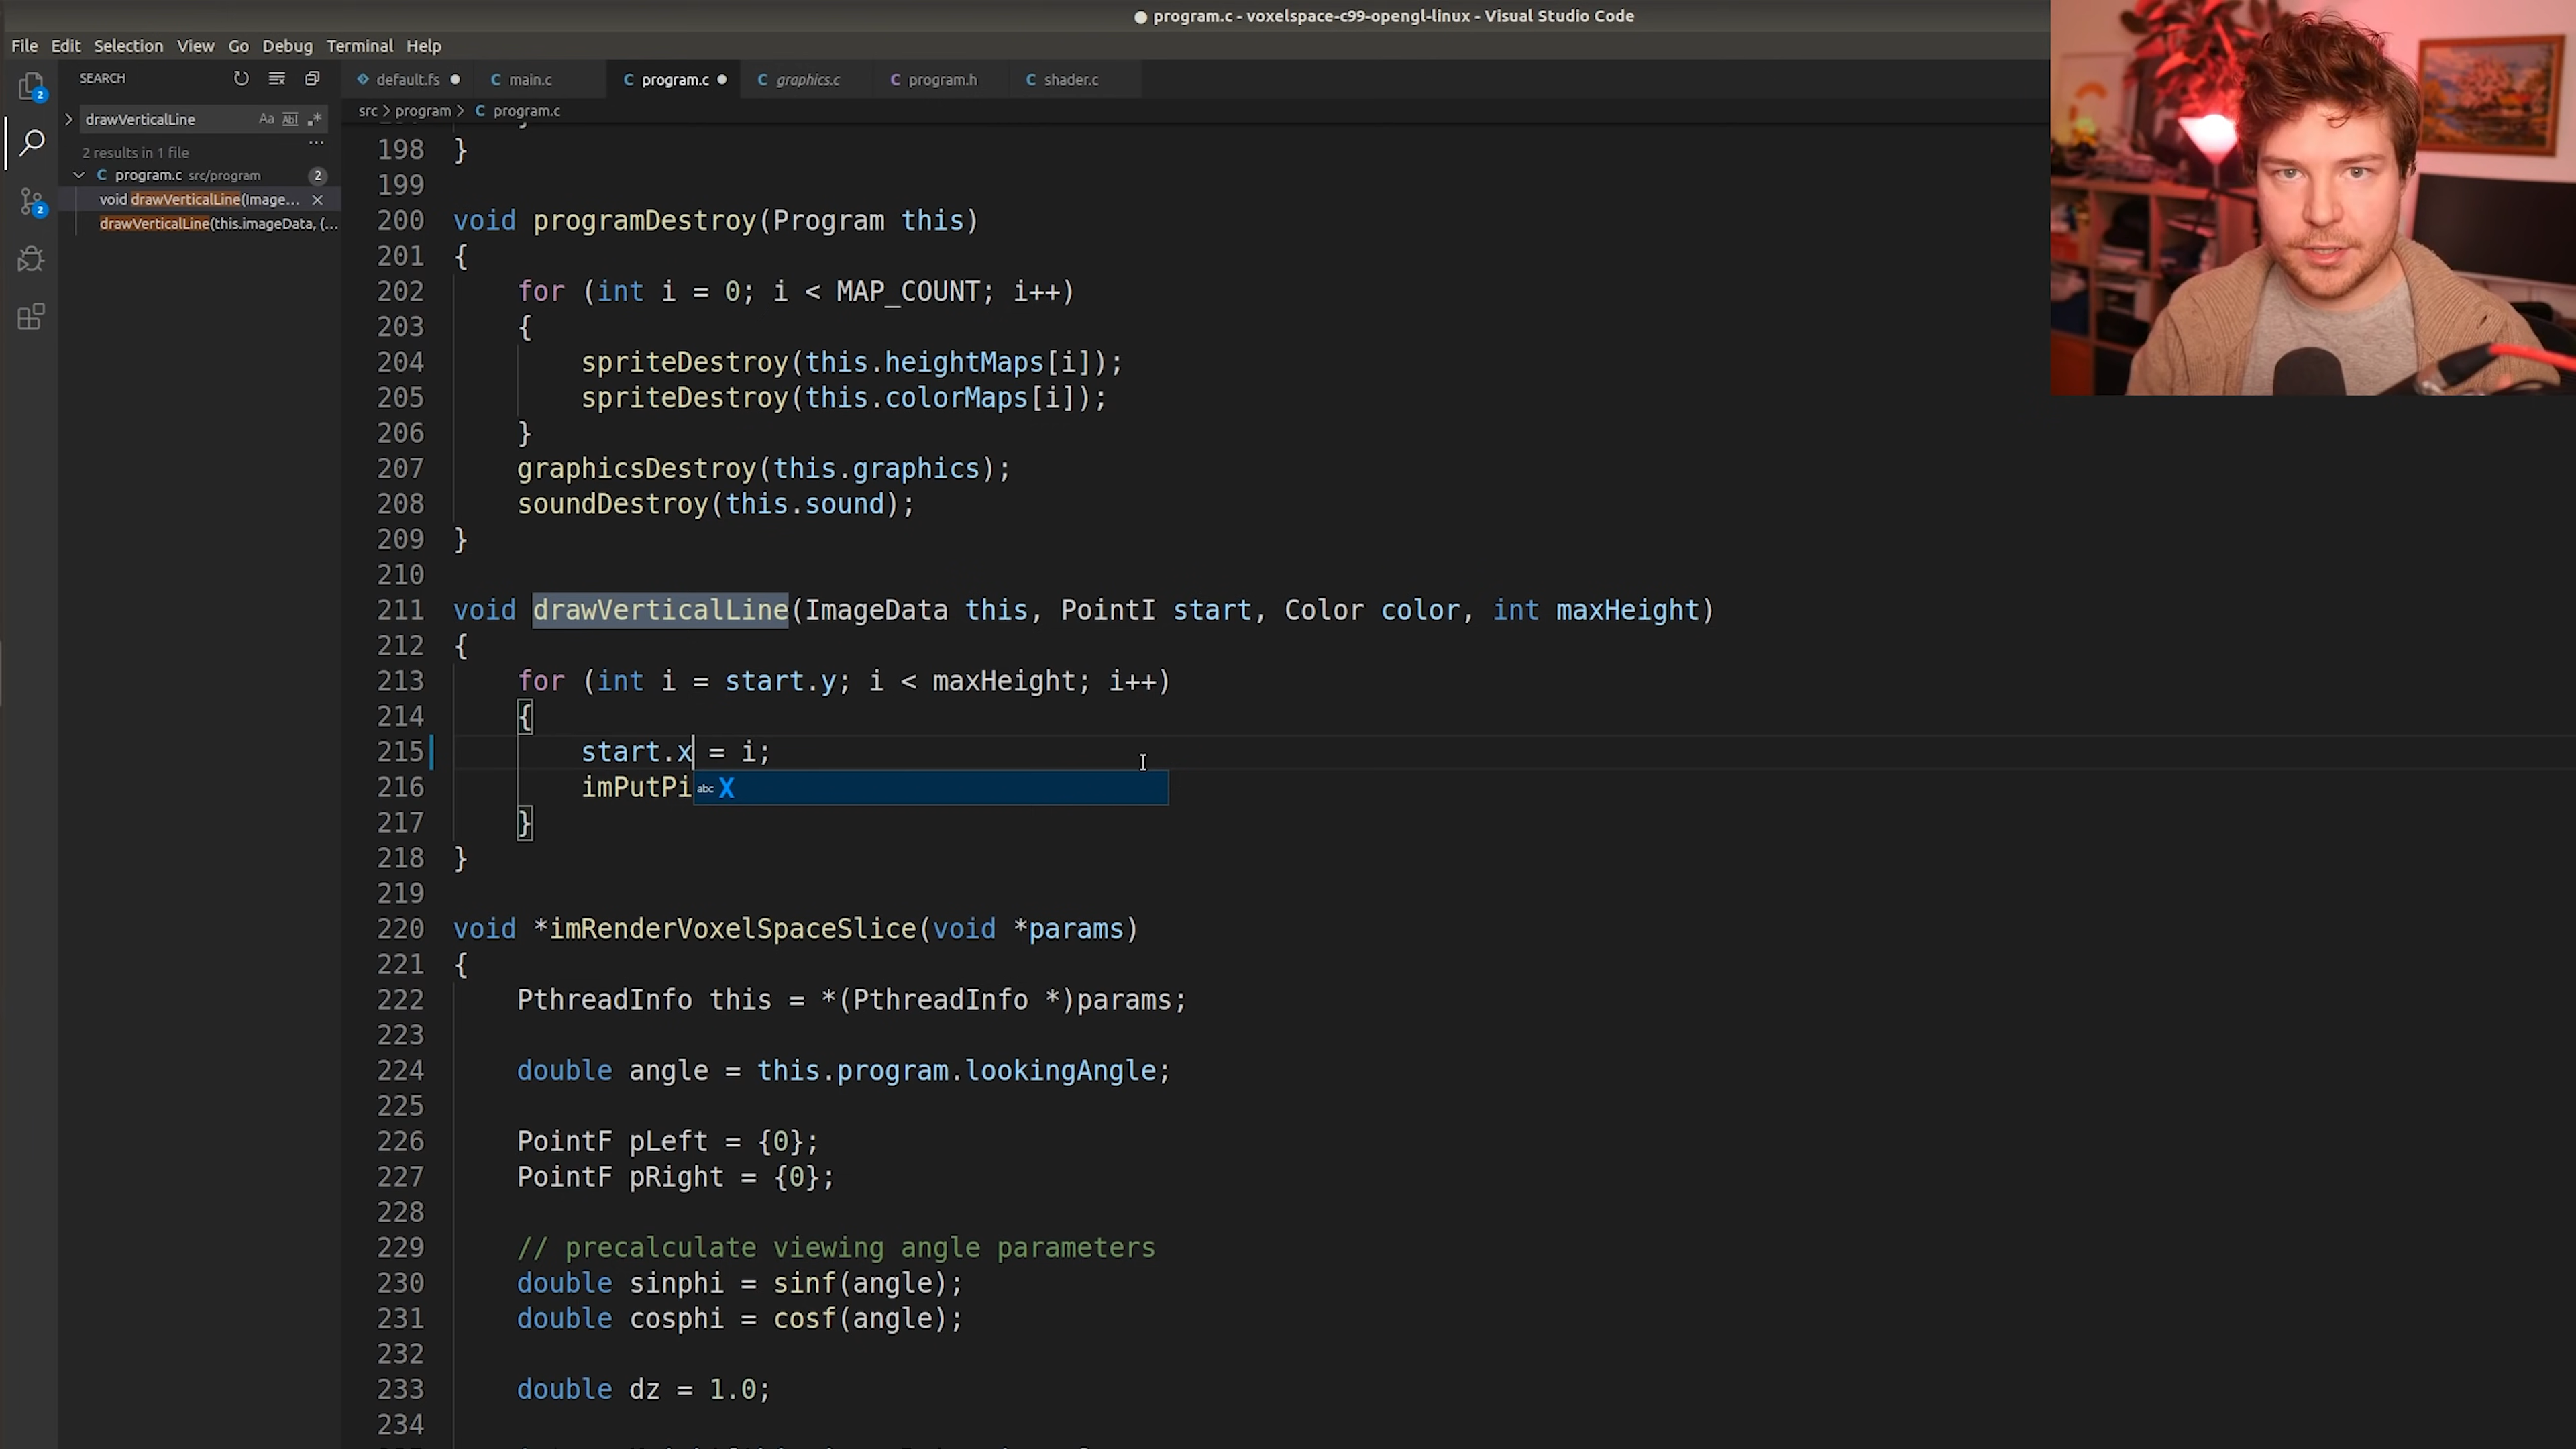 program.c - voxelspace-c99-opengl-linux - Visual Studio Code
File Edit Selection View Go Debug Terminal Help
SEARCH
default.fs
C main.c
C program.c
C graphics.c
C program.h
C shader.c
drawVerticalLine Aa Abl .*
2 results in 1 file
C program.c src/program 2
void drawVerticalLine(Image...
drawVerticalLine(this.imageData, (...
2
2
src > program > C program.c
198 }
199
200 void programDestroy(Program this)
201 {
202 for (int i = 0; i < MAP_COUNT; i++)
203 {
204 spriteDestroy(this.heightMaps[i]);
205 spriteDestroy(this.colorMaps[i]);
206 }
207 graphicsDestroy(this.graphics);
208 soundDestroy(this.sound);
209 }
210
211 void drawVerticalLine(ImageData this, PointI start, Color color, int maxHeight)
212 {
213 for (int i = start.y; i < maxHeight; i++)
214 {
215 start.x = i;
216 imPutPi
abc X
217 }
218 }
219
220 void *imRenderVoxelSpaceSlice(void *params)
221 {
222 PthreadInfo this = *(PthreadInfo *)params;
223
224 double angle = this.program.lookingAngle;
225
226 PointF pLeft = {0};
227 PointF pRight = {0};
228
229 // precalculate viewing angle parameters
230 double sinphi = sinf(angle);
231 double cosphi = cosf(angle);
232
233 double dz = 1.0;
234